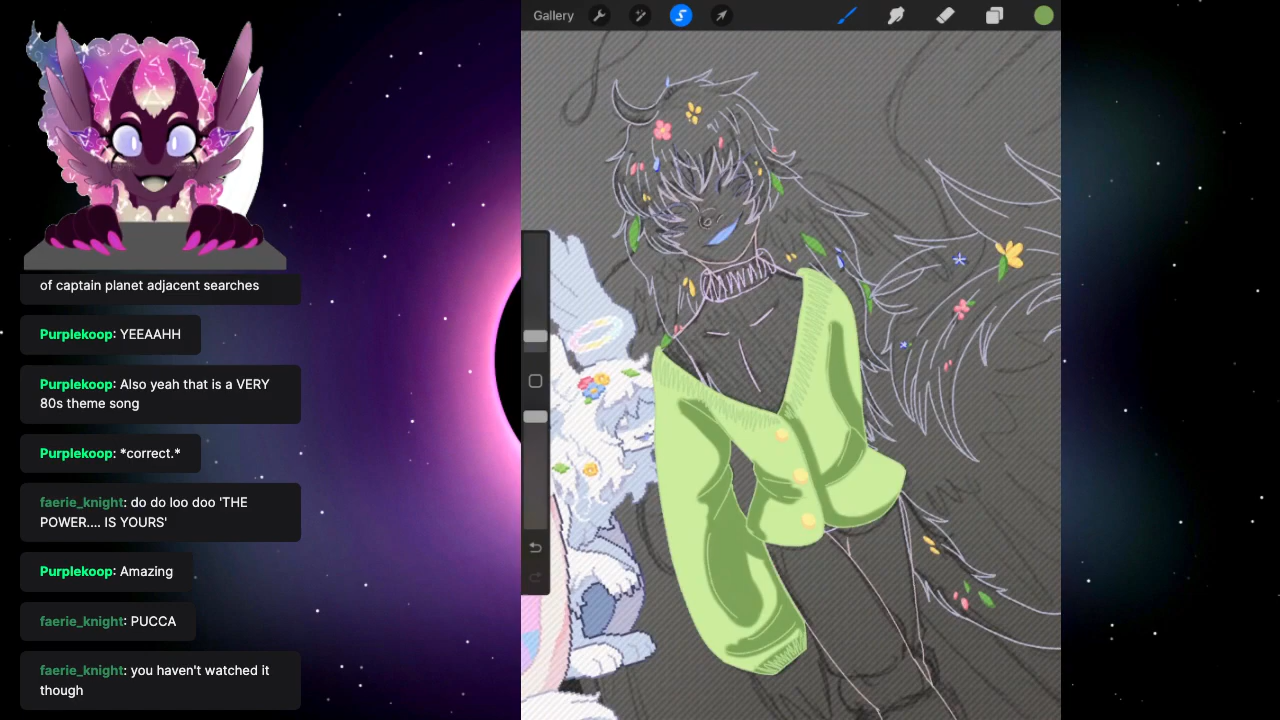 Gallery
of captain planet adjacent searches
Purplekoop: YEEAAHH
Purplekoop: Also yeah that is a VERY
80s theme song
Purplekoop: *correct.*
faerie_knight: do do loo doo 'THE
POWER.... IS YOURS'
Purplekoop: Amazing
faerie_knight: PUCCA
faerie_knight: you haven't watched it
though